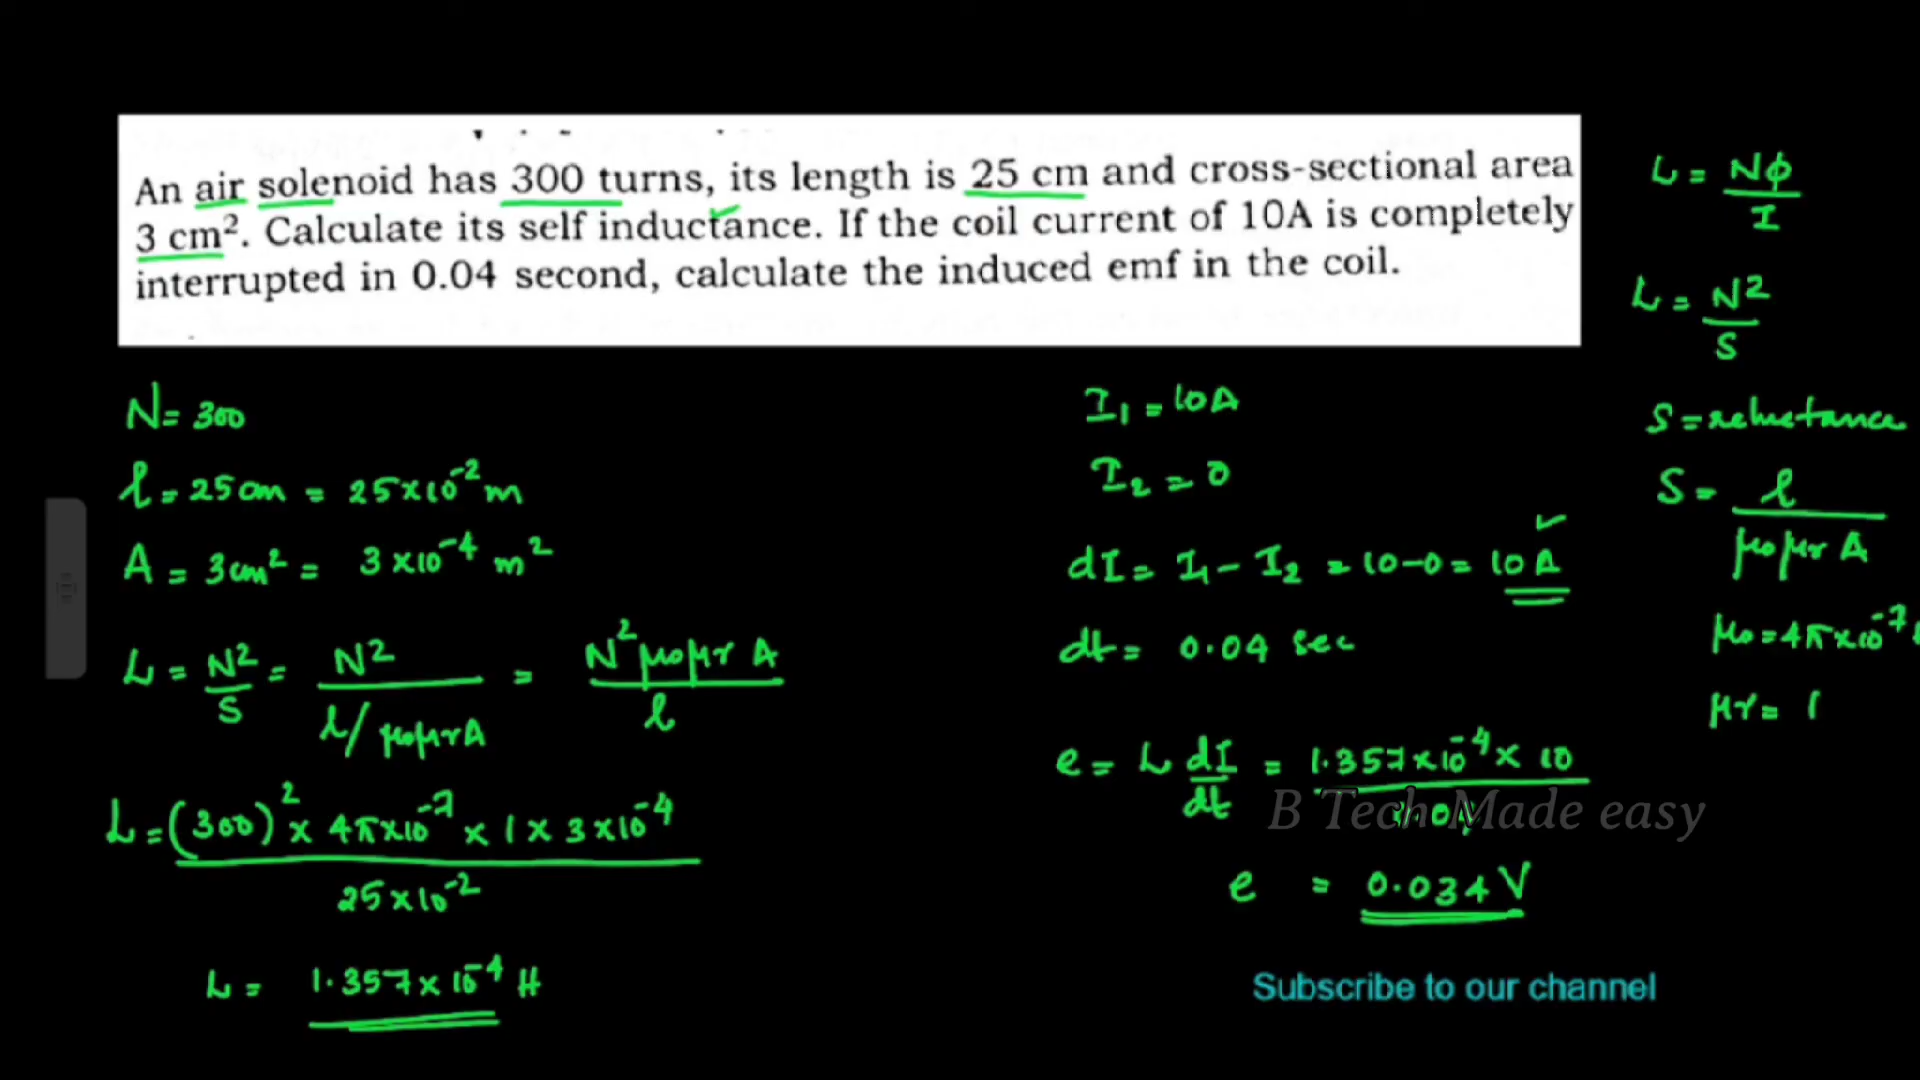 An air solenoid has 300 turns, its length is 25 cm and cross-sectional area
3 cm². Calculate its self inductance. If the coil current of 10A is completely
interrupted in 0.04 second, calculate the induced emf in the coil.
N = 300
l = 25cm = 25×10⁻² m
A = 3cm² = 3×10⁻⁴ m²
L = N²/S = N² / (l/μ₀μr A) = N²μ₀μr A / l
L = (300)² × 4π×10⁻⁷ × 1 × 3×10⁻⁴ / 25×10⁻²
L = 1.357×10⁻⁴ H
I₁ = 10A
I₂ = 0
dI = I₁ − I₂ = 10−0 = 10A
dt = 0.04 sec
e = L dI/dt = 1.357×10⁻⁴ × 10
B Tech Made easy
e = 0.034 V
Subscribe to our channel
L = Nφ/I
L = N²/S
S = reluctance
S = l / μ₀μr A
μ₀ = 4π×10⁻⁷
μr = 1